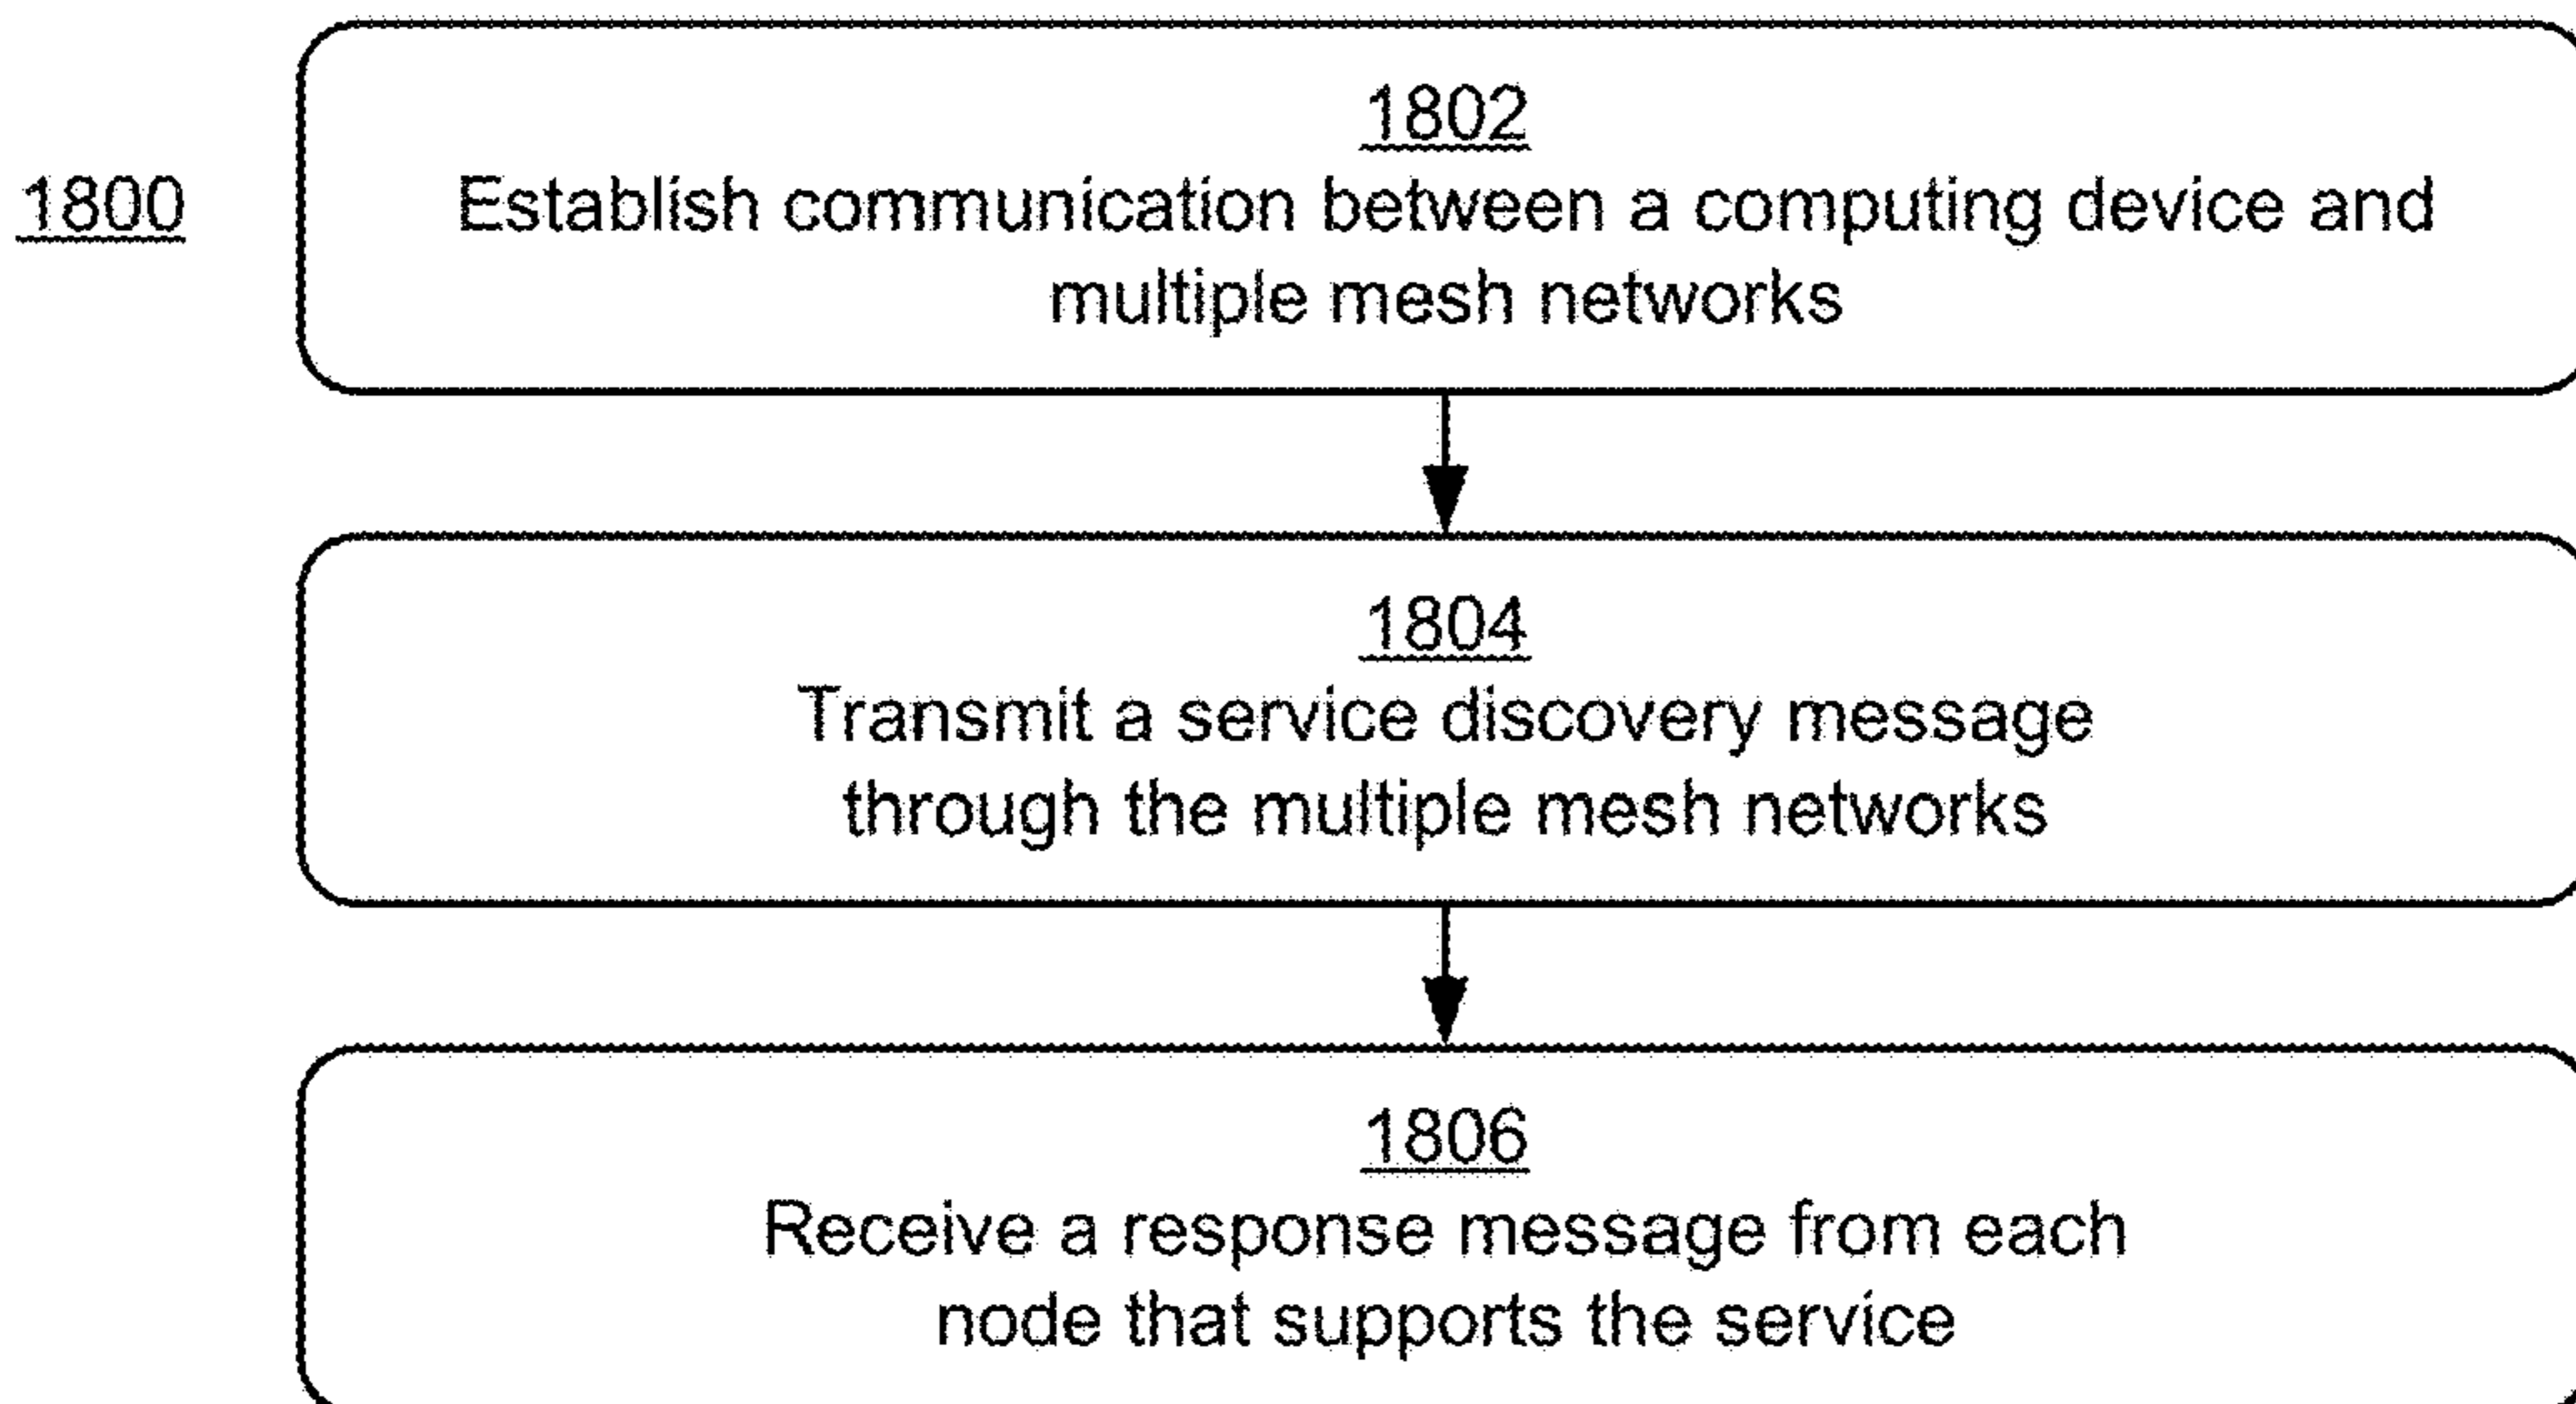 1800
1802
Establish communication between a computing device and
multiple mesh networks
1804
Transmit a service discovery message
through the multiple mesh networks
1806
Receive a response message from each
node that supports the service